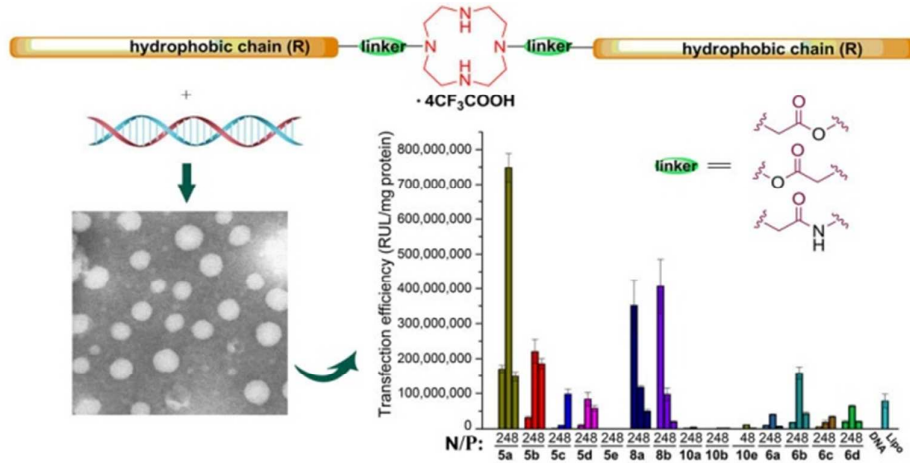 hydrophobic chain (R)
linker
N
H
N
N
H
N
linker
hydrophobic chain (R)
· 4CF3COOH
+
Transfection efficiency (RUL/mg protein)
800,000,000
700,000,000
600,000,000
500,000,000
400,000,000
300,000,000
200,000,000
100,000,000
0
linker =
O
O
O
O
O
N
H
N/P: 248 248 248 248 248 248 248 248 248 48 248 248 248 248
5a 5b 5c 5d 5e 8a 8b 10a 10b 10e 6a 6b 6c 6d DNA Lipo